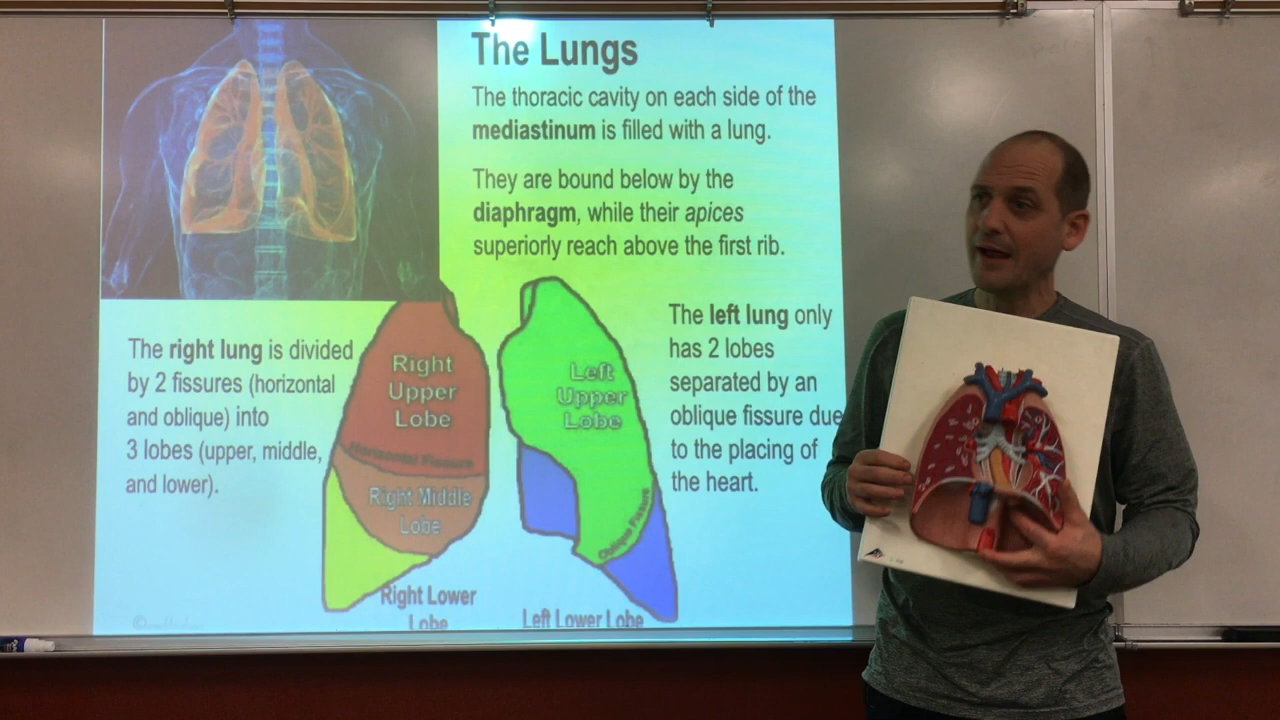 The Lungs
The thoracic cavity on each side of the
mediastinum is filled with a lung.
They are bound below by the
diaphragm, while their apices
superiorly reach above the first rib.
The right lung is divided
by 2 fissures (horizontal
and oblique) into
3 lobes (upper, middle,
and lower).
Right
Upper
Lobe
Horizontal Fissure
Right Middle
Lobe
Right Lower
Lobe
Left
Upper
Lobe
Oblique Fissure
Left Lower Lobe
The left lung only
has 2 lobes
separated by an
oblique fissure due
to the placing of
the heart.